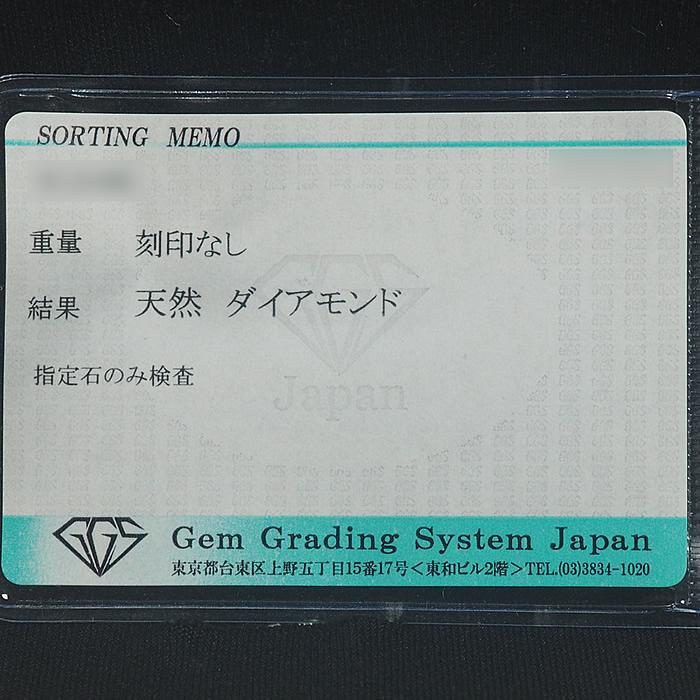 SORTING MEMO
重量 刻印なし
結果 天然 ダイアモンド
Japan
指定石のみ検査
GGS Gem Grading System Japan
東京都台東区上野五丁目15番17号<東和ビル2階>TEL.(03)3834-1020